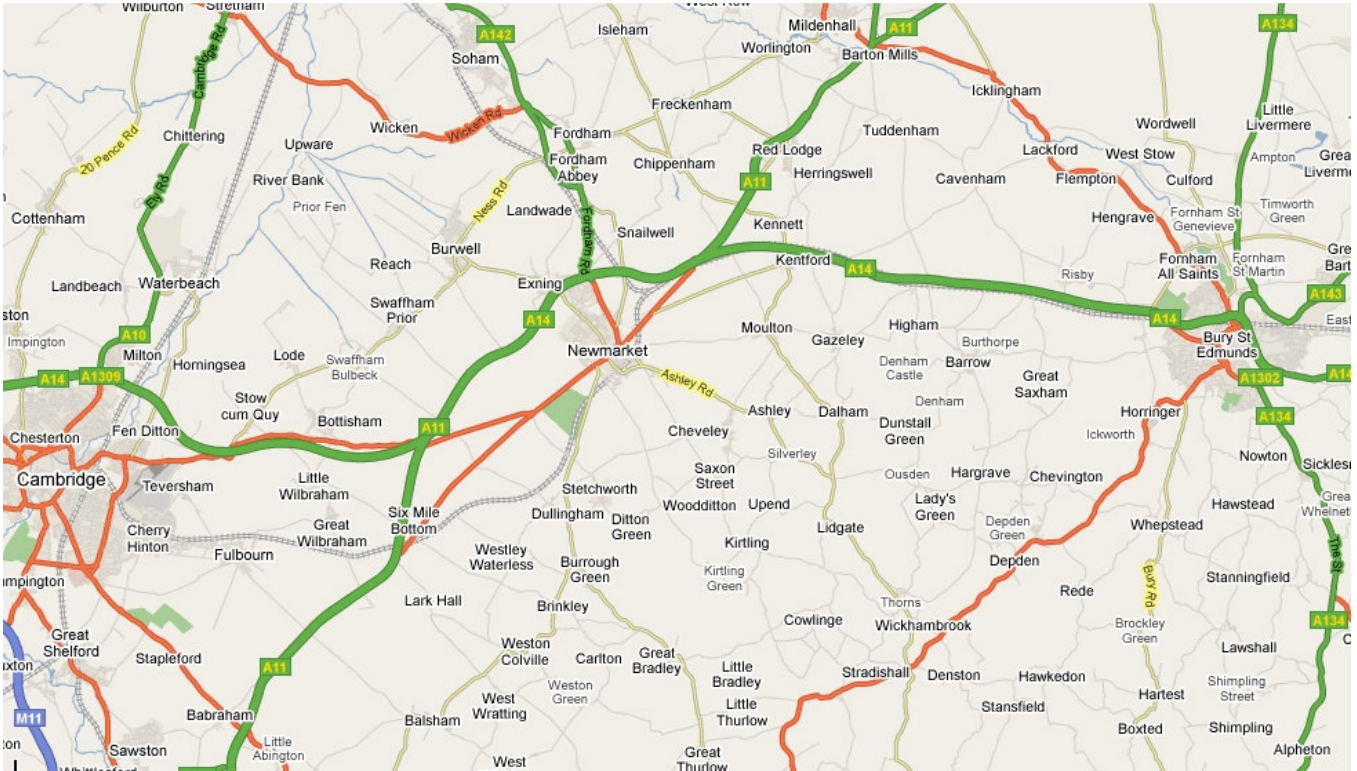 Wilburton
Stretham
West Row
Mildenhall
A11
A134
A142
Isleham
Soham
Worlington
Barton Mills
Cambridge Rd
Icklingham
Freckenham
Little
Livermere
Wicken Rd
Wicken
Chittering
Fordham
Tuddenham
Wordwell
20 Pence Rd
Upware
Red Lodge
Lackford
West Stow
Ampton
Fordham
Abbey
Chippenham
Herringswell
River Bank
A11
Cavenham
Flempton
Culford
Ely Rd
Ness Rd
Prior Fen
Landwade
Timworth
Green
Cottenham
Fordham Rd
Snailwell
Kennett
Hengrave
Fornham St
Genevieve
Burwell
Reach
Kentford
A14
Risby
Fornham
All Saints
Fornham
St Martin
Landbeach
Waterbeach
Exning
A143
Swaffham
Prior
A14
A14
Impington
A10
Milton
Moulton
Higham
Gazeley
Burthorpe
Bury St
Edmunds
Horningsea
Lode
Swaffham
Bulbeck
Newmarket
Denham
Castle
Barrow
A14
A1309
Ashley Rd
Great
Saxham
A1302
A14
Stow
cum Quy
Denham
Ashley
Dalham
Horringer
A134
Chesterton
Fen Ditton
Bottisham
A11
Cheveley
Dunstall
Green
Ickworth
Silverley
Nowton
Cambridge
Teversham
Little
Wilbraham
Saxon
Street
Ousden
Hargrave
Chevington
Stetchworth
Woodditton
Upend
Lady's
Green
Hawstead
Six Mile
Bottom
Dullingham
Ditton
Green
Cherry
Hinton
Great
Wilbraham
Lidgate
Depden
Green
Whepstead
Fulbourn
Westley
Waterless
Kirtling
The St
Burrough
Green
Kirtling
Green
Depden
Bury Rd
Stanningfield
Rede
Lark Hall
Brinkley
Thorns
Cowlinge
Wickhambrook
Brockley
Green
A134
Great
Shelford
Stapleford
Weston
Colville
Carlton
Great
Bradley
Little
Bradley
Stradishall
Denston
Hawkedon
Lawshall
A11
Weston
Green
Shimpling
Street
West
Wratting
Little
Thurlow
Stansfield
Hartest
M11
Babraham
Balsham
Boxted
Shimpling
Sawston
Little
Abington
West
Great
Thurlow
Alpheton